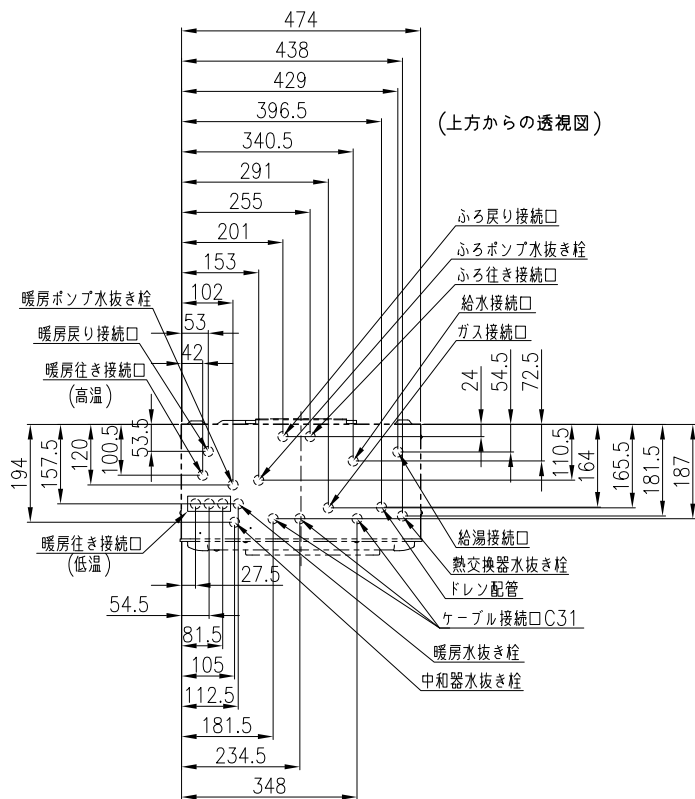 474
438
429
396.5
(上方からの透視図)
340.5
291
255
ふろ戻り接続口
201
ふろポンプ水抜き栓
153
ふろ往き接続口
暖房ポンプ水抜き栓
102
給水接続口
暖房戻り接続口
53
ガス接続口
42
暖房往き接続口
(高温)
24
54.5
72.5
194
157.5
120
100.5
53.5
110.5
164
165.5
181.5
187
暖房往き接続口
(低温)
給湯接続口
熱交換器水抜き栓
27.5
ドレン配管
54.5
ケーブル接続口C31
81.5
暖房水抜き栓
105
中和器水抜き栓
112.5
181.5
234.5
348